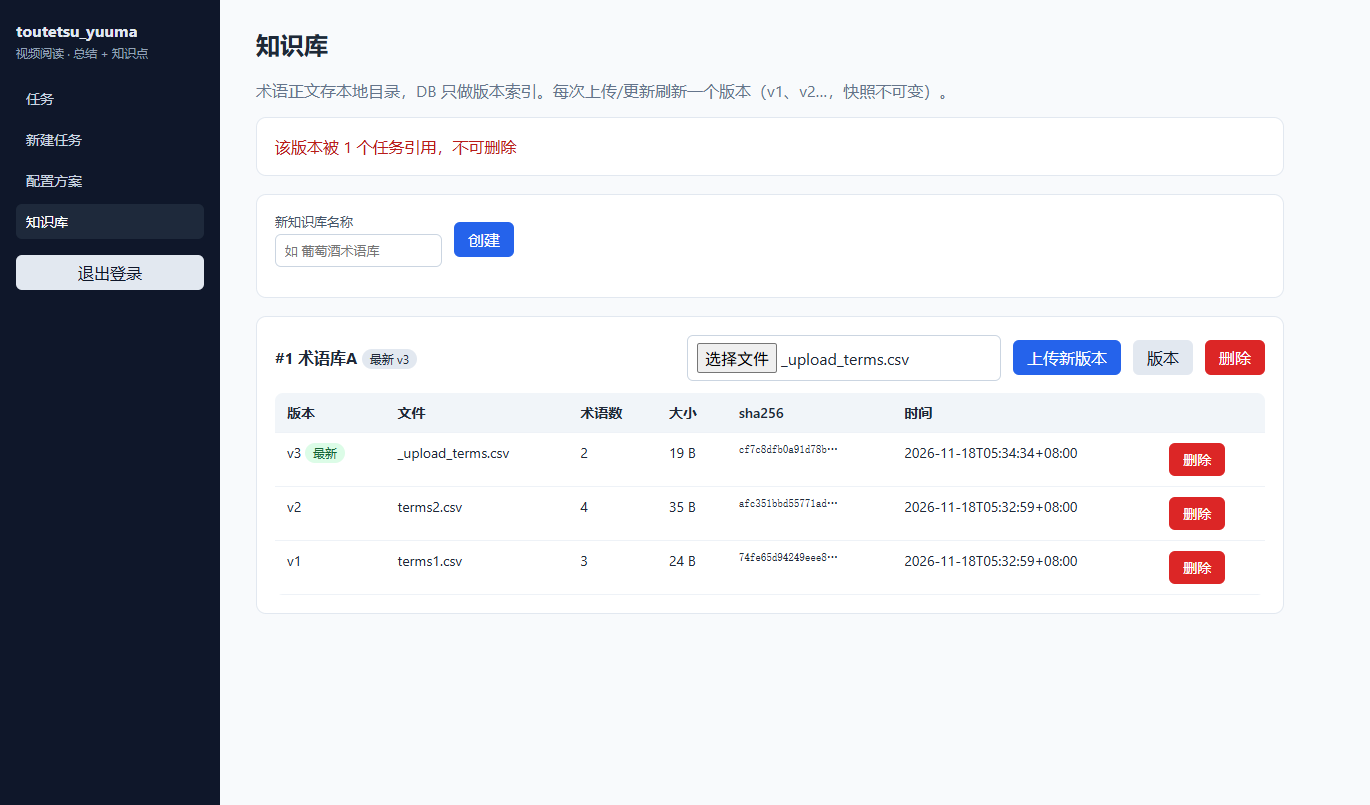 toutetsu_yuuma
视频阅读 · 总结 + 知识点
任务
新建任务
配置方案
知识库
退出登录
知识库
术语正文存本地目录，DB 只做版本索引。每次上传/更新刷新一个版本（v1、v2…，快照不可变）。
该版本被 1 个任务引用，不可删除
新知识库名称
如 葡萄酒术语库 创建
#1 术语库A 最新 v3 选择文件 _upload_terms.csv 上传新版本 版本 删除
版本 文件 术语数 大小 sha256 时间
v3 最新 _upload_terms.csv 2 19 B cf7c8dfb0a91d78b… 2026-11-18T05:34:34+08:00 删除
v2 terms2.csv 4 35 B afc351bbd55771ad… 2026-11-18T05:32:59+08:00 删除
v1 terms1.csv 3 24 B 74fe65d94249eee8… 2026-11-18T05:32:59+08:00 删除